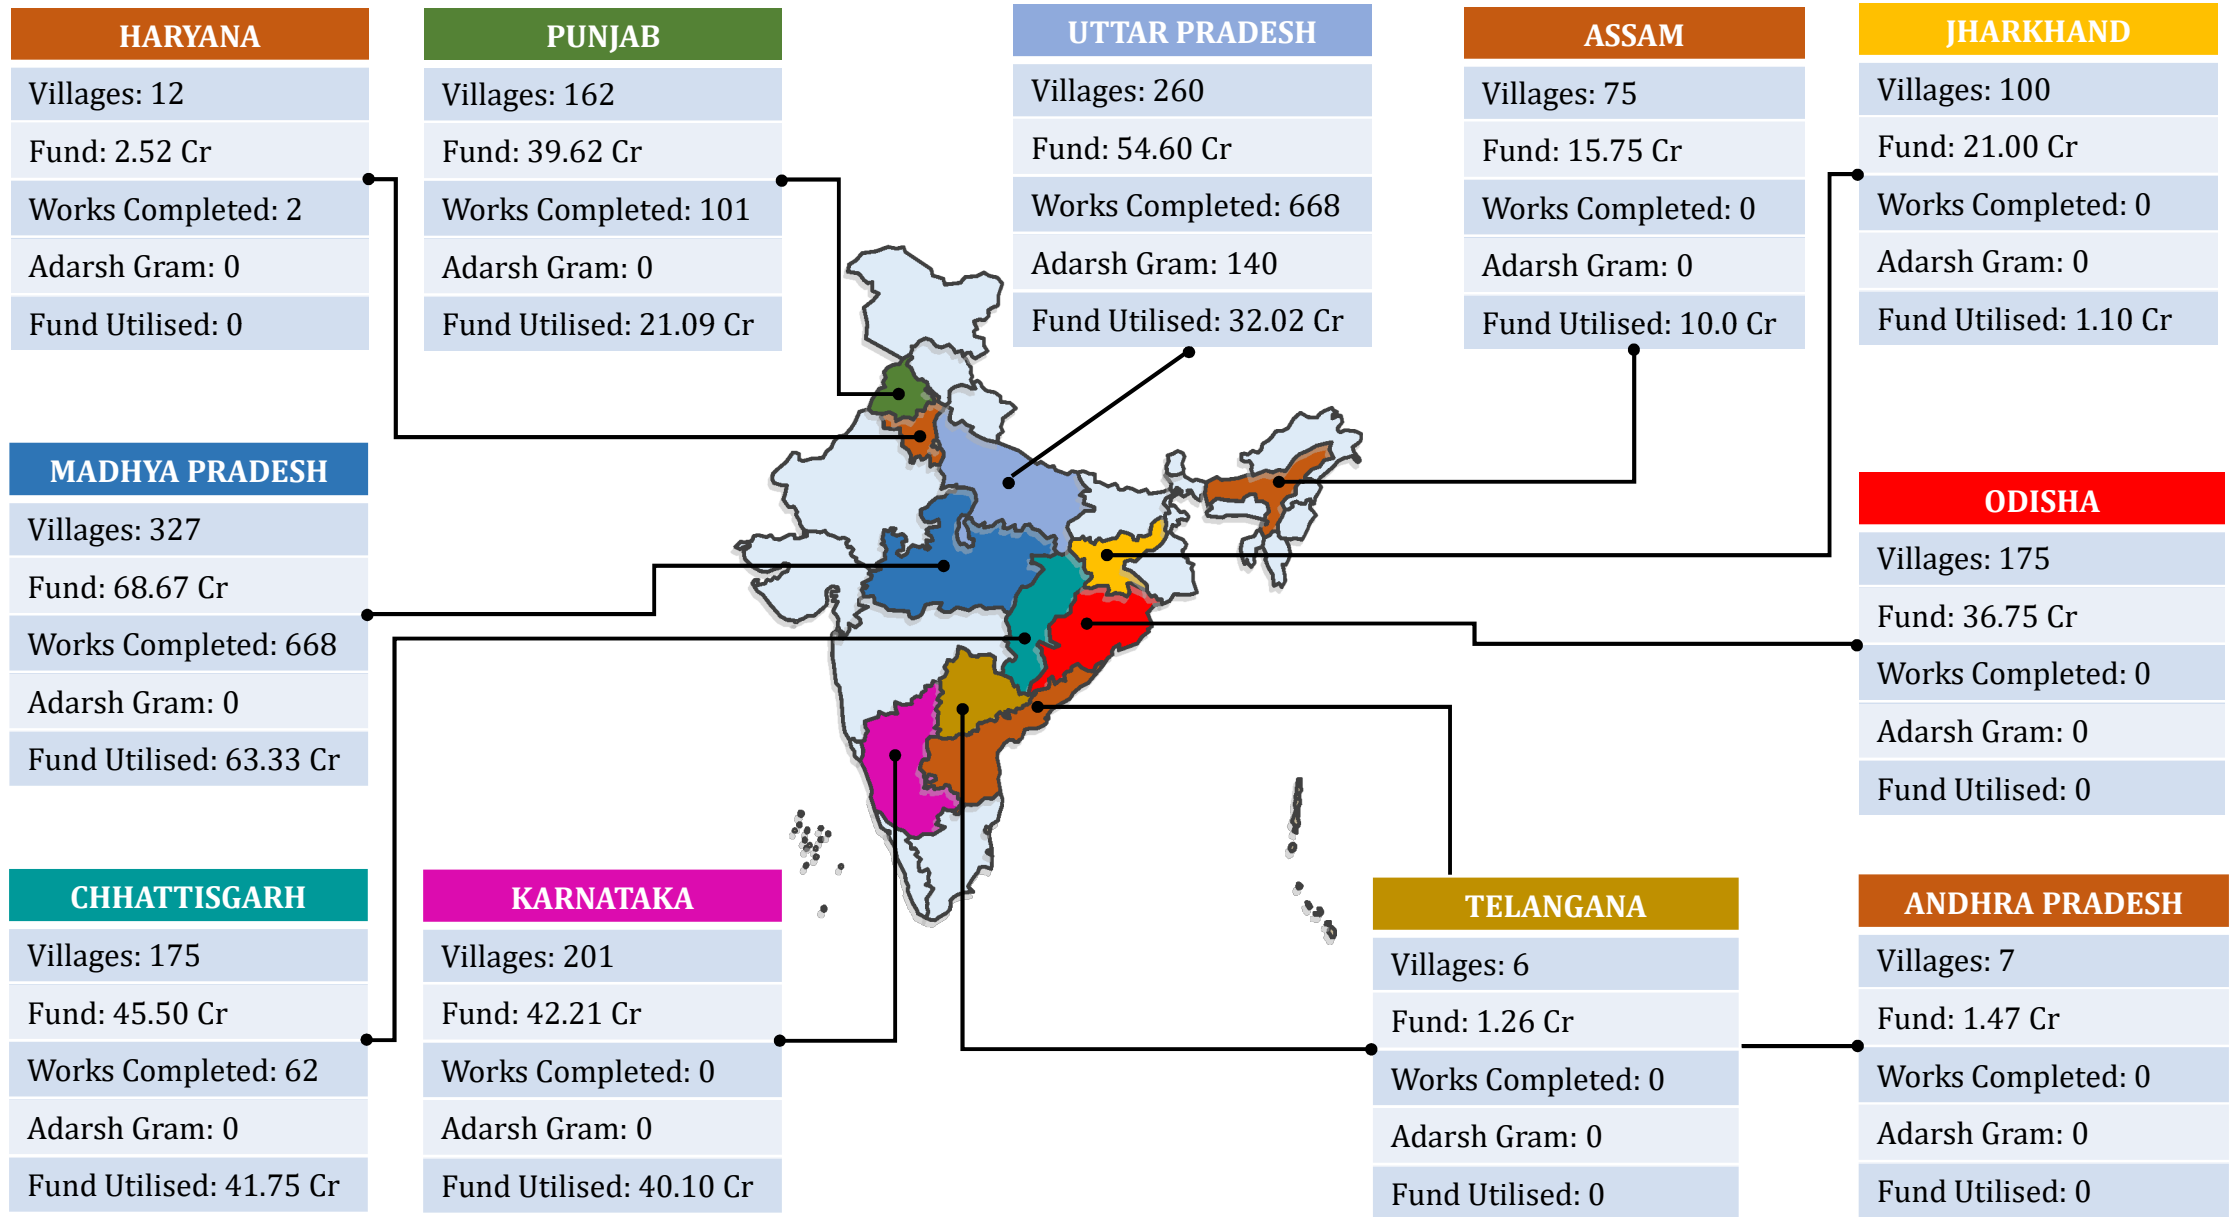 HARYANA
Villages: 12
Fund: 2.52 Cr
Works Completed: 2
Adarsh Gram: 0
Fund Utilised: 0
PUNJAB
Villages: 162
Fund: 39.62 Cr
Works Completed: 101
Adarsh Gram: 0
Fund Utilised: 21.09 Cr
UTTAR PRADESH
Villages: 260
Fund: 54.60 Cr
Works Completed: 668
Adarsh Gram: 140
Fund Utilised: 32.02 Cr
ASSAM
Villages: 75
Fund: 15.75 Cr
Works Completed: 0
Adarsh Gram: 0
Fund Utilised: 10.0 Cr
JHARKHAND
Villages: 100
Fund: 21.00 Cr
Works Completed: 0
Adarsh Gram: 0
Fund Utilised: 1.10 Cr
MADHYA PRADESH
Villages: 327
Fund: 68.67 Cr
Works Completed: 668
Adarsh Gram: 0
Fund Utilised: 63.33 Cr
ODISHA
Villages: 175
Fund: 36.75 Cr
Works Completed: 0
Adarsh Gram: 0
Fund Utilised: 0
CHHATTISGARH
Villages: 175
Fund: 45.50 Cr
Works Completed: 62
Adarsh Gram: 0
Fund Utilised: 41.75 Cr
KARNATAKA
Villages: 201
Fund: 42.21 Cr
Works Completed: 0
Adarsh Gram: 0
Fund Utilised: 40.10 Cr
TELANGANA
Villages: 6
Fund: 1.26 Cr
Works Completed: 0
Adarsh Gram: 0
Fund Utilised: 0
ANDHRA PRADESH
Villages: 7
Fund: 1.47 Cr
Works Completed: 0
Adarsh Gram: 0
Fund Utilised: 0